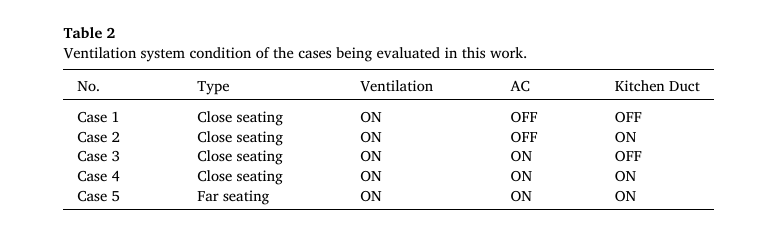 Table 2
Ventilation system condition of the cases being evaluated in this work.
No. Type Ventilation AC Kitchen Duct
Case 1 Close seating ON OFF OFF
Case 2 Close seating ON OFF ON
Case 3 Close seating ON ON OFF
Case 4 Close seating ON ON ON
Case 5 Far seating ON ON ON